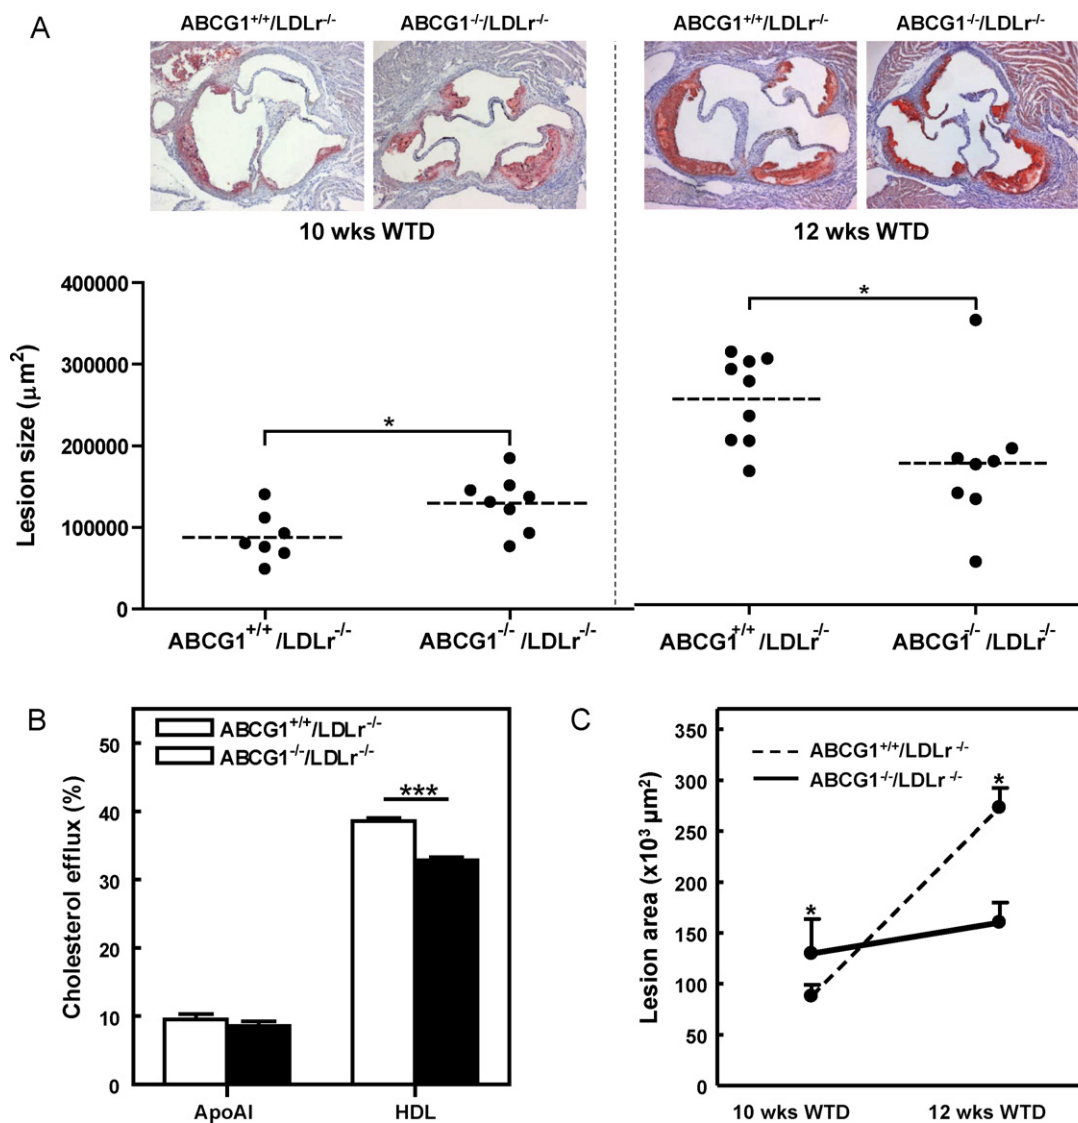 A
ABCG1+/+/LDLr-/- ABCG1-/-/LDLr-/- ABCG1+/+/LDLr-/- ABCG1-/-/LDLr-/-
10 wks WTD 12 wks WTD
Lesion size (μm2)
400000
300000
200000
100000
0
*
*
ABCG1+/+/LDLr-/- ABCG1-/-/LDLr-/- ABCG1+/+/LDLr-/- ABCG1-/-/LDLr-/-
B
ABCG1+/+/LDLr-/-
ABCG1-/-/LDLr-/-
Cholesterol efflux (%)
50
40
30
20
10
0
***
ApoAI HDL
C
ABCG1+/+/LDLr-/-
ABCG1-/-/LDLr-/-
Lesion area (x103 μm2)
350
300
250
200
150
100
50
0
*
*
10 wks WTD 12 wks WTD